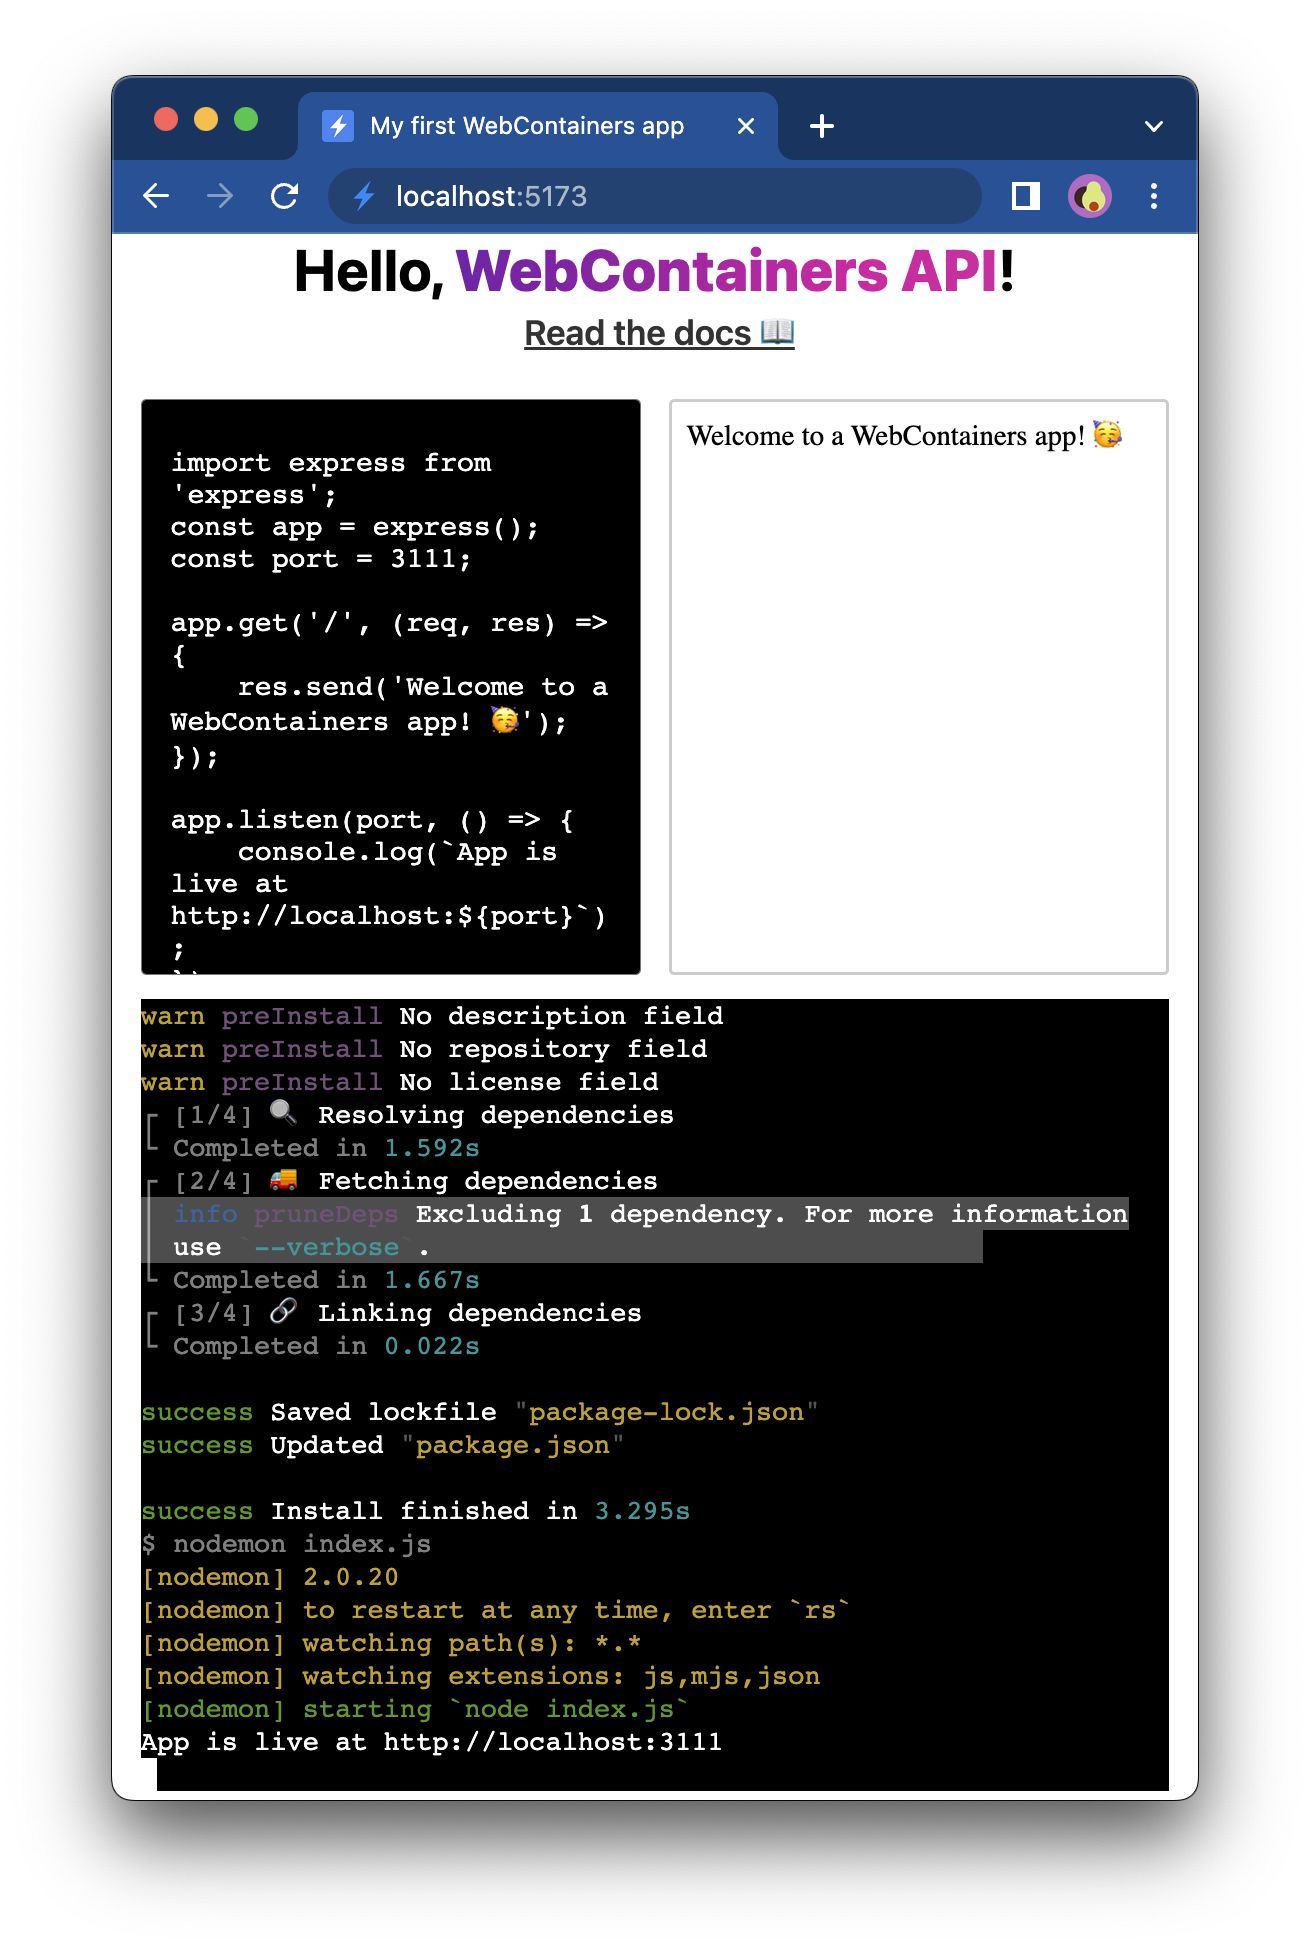 My first WebContainers app
localhost:5173
Hello, WebContainers API!
Read the docs 📖
import express from
'express';
const app = express();
const port = 3111;
app.get('/', (req, res) =>
{
res.send('Welcome to a
WebContainers app! 🥳');
});
app.listen(port, () => {
console.log(`App is
live at
http://localhost:${port}`)
;
Welcome to a WebContainers app! 🥳
warn preInstall No description field
warn preInstall No repository field
warn preInstall No license field
[1/4] 🔍 Resolving dependencies
Completed in 1.592s
[2/4] 🚚 Fetching dependencies
info pruneDeps Excluding 1 dependency. For more information
use `--verbose`.
Completed in 1.667s
[3/4] 🔗 Linking dependencies
Completed in 0.022s
success Saved lockfile "package-lock.json"
success Updated "package.json"
success Install finished in 3.295s
$ nodemon index.js
[nodemon] 2.0.20
[nodemon] to restart at any time, enter `rs`
[nodemon] watching path(s): *.*
[nodemon] watching extensions: js,mjs,json
[nodemon] starting `node index.js`
App is live at http://localhost:3111